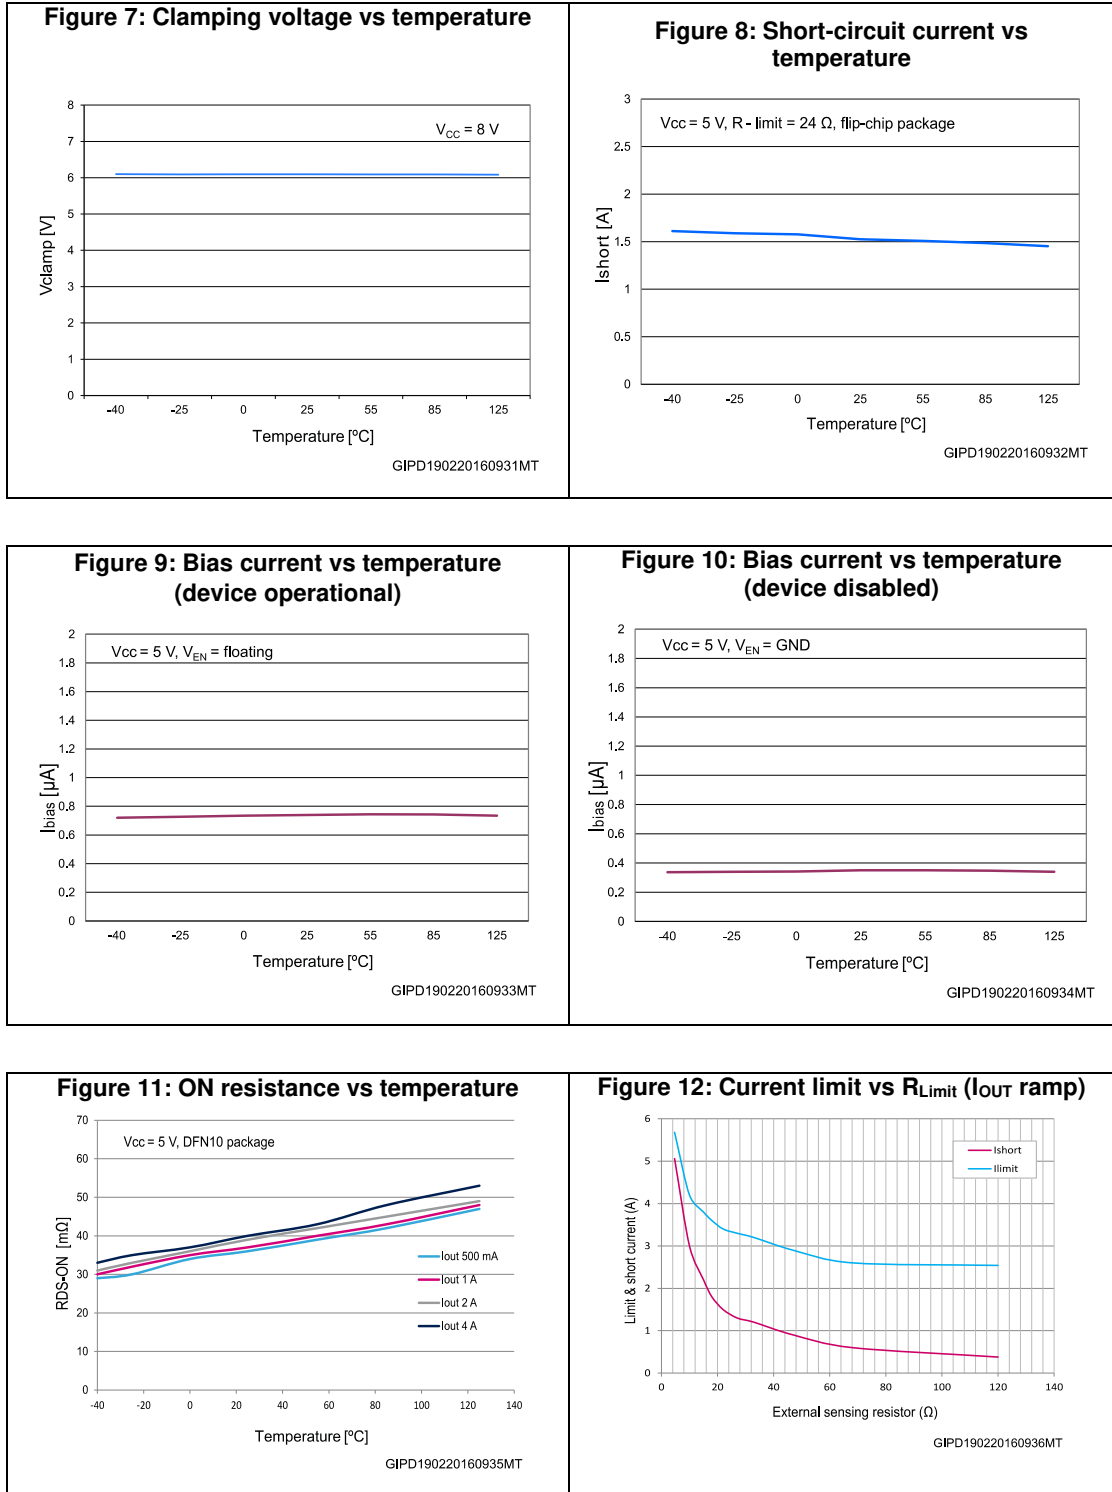 Figure 7: Clamping voltage vs temperature
8
7
6
5
4
3
2
1
0
Vclamp [V]
V_CC = 8 V
-40 -25 0 25 55 85 125
Temperature [ºC]
GIPD190220160931MT
Figure 8: Short-circuit current vs
temperature
3
2.5
2
1.5
1
0.5
0
Ishort [A]
Vcc = 5 V, R - limit = 24 Ω, flip-chip package
-40 -25 0 25 55 85 125
Temperature [ºC]
GIPD190220160932MT
Figure 9: Bias current vs temperature
(device operational)
2
1.8
1.6
1.4
1.2
1
0.8
0.6
0.4
0.2
0
Ibias [µA]
Vcc = 5 V, V_EN = floating
-40 -25 0 25 55 85 125
Temperature [ºC]
GIPD190220160933MT
Figure 10: Bias current vs temperature
(device disabled)
2
1.8
1.6
1.4
1.2
1
0.8
0.6
0.4
0.2
0
Ibias [µA]
Vcc = 5 V, V_EN = GND
-40 -25 0 25 55 85 125
Temperature [ºC]
GIPD190220160934MT
Figure 11: ON resistance vs temperature
70
60
50
40
30
20
10
0
RDS-ON [mΩ]
Vcc = 5 V, DFN10 package
Iout 500 mA
Iout 1 A
Iout 2 A
Iout 4 A
-40 -20 0 20 40 60 80 100 120 140
Temperature [ºC]
GIPD190220160935MT
Figure 12: Current limit vs R_Limit (I_OUT ramp)
6
5
4
3
2
1
0
Limit & short current (A)
Ishort
Ilimit
0 20 40 60 80 100 120 140
External sensing resistor (Ω)
GIPD190220160936MT